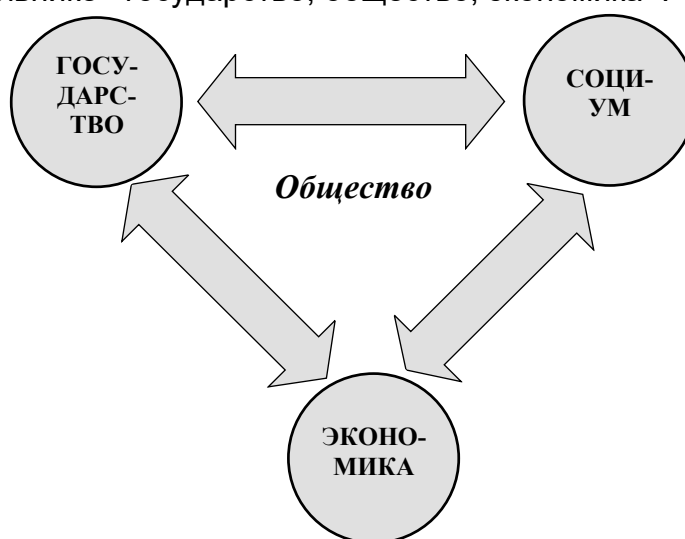 государство, общество, экономика
ГОСУ-
ДАРС-
ТВО
СОЦИ-
УМ
Общество
ЭКОНО-
МИКА